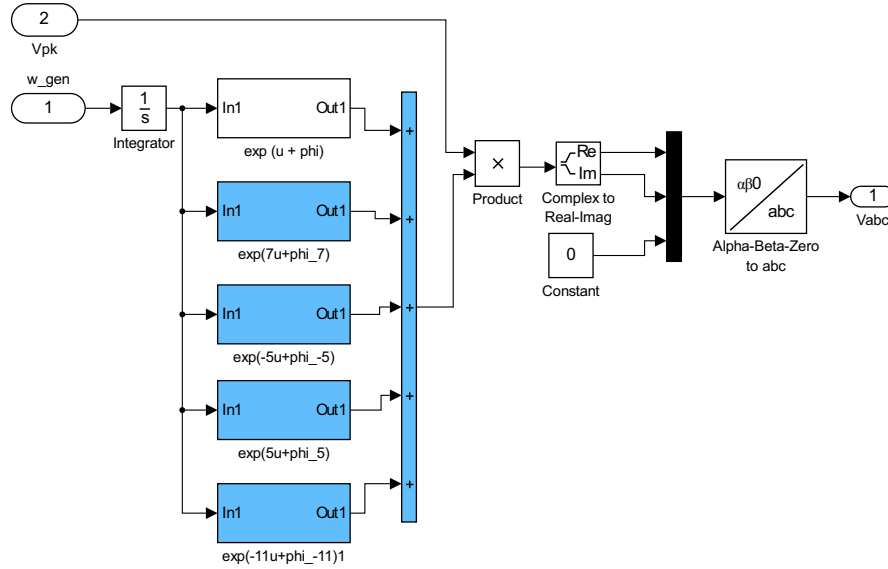 2
Vpk
w_gen
1
1
s
Integrator
In1 Out1
exp (u + phi)
In1 Out1
exp(7u+phi_7)
In1 Out1
exp(-5u+phi_-5)
In1 Out1
exp(5u+phi_5)
In1 Out1
exp(-11u+phi_-11)1
+
+
+
+
+
×
Product
Re
Im
Complex to
Real-Imag
0
Constant
αβ0
abc
Alpha-Beta-Zero
to abc
1
Vabc